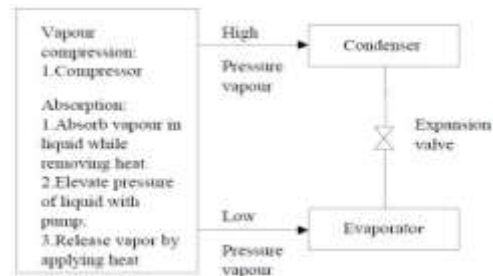 Vapour
compression:
1.Compressor
Absorption:
1.Absorb vapour in
liquid while
removing heat
2.Elevate pressure
of liquid with
pump.
3.Release vapor by
applying heat
High
Pressure
vapour
Low
Pressure
vapour
Condenser
Expansion
valve
Evaporator